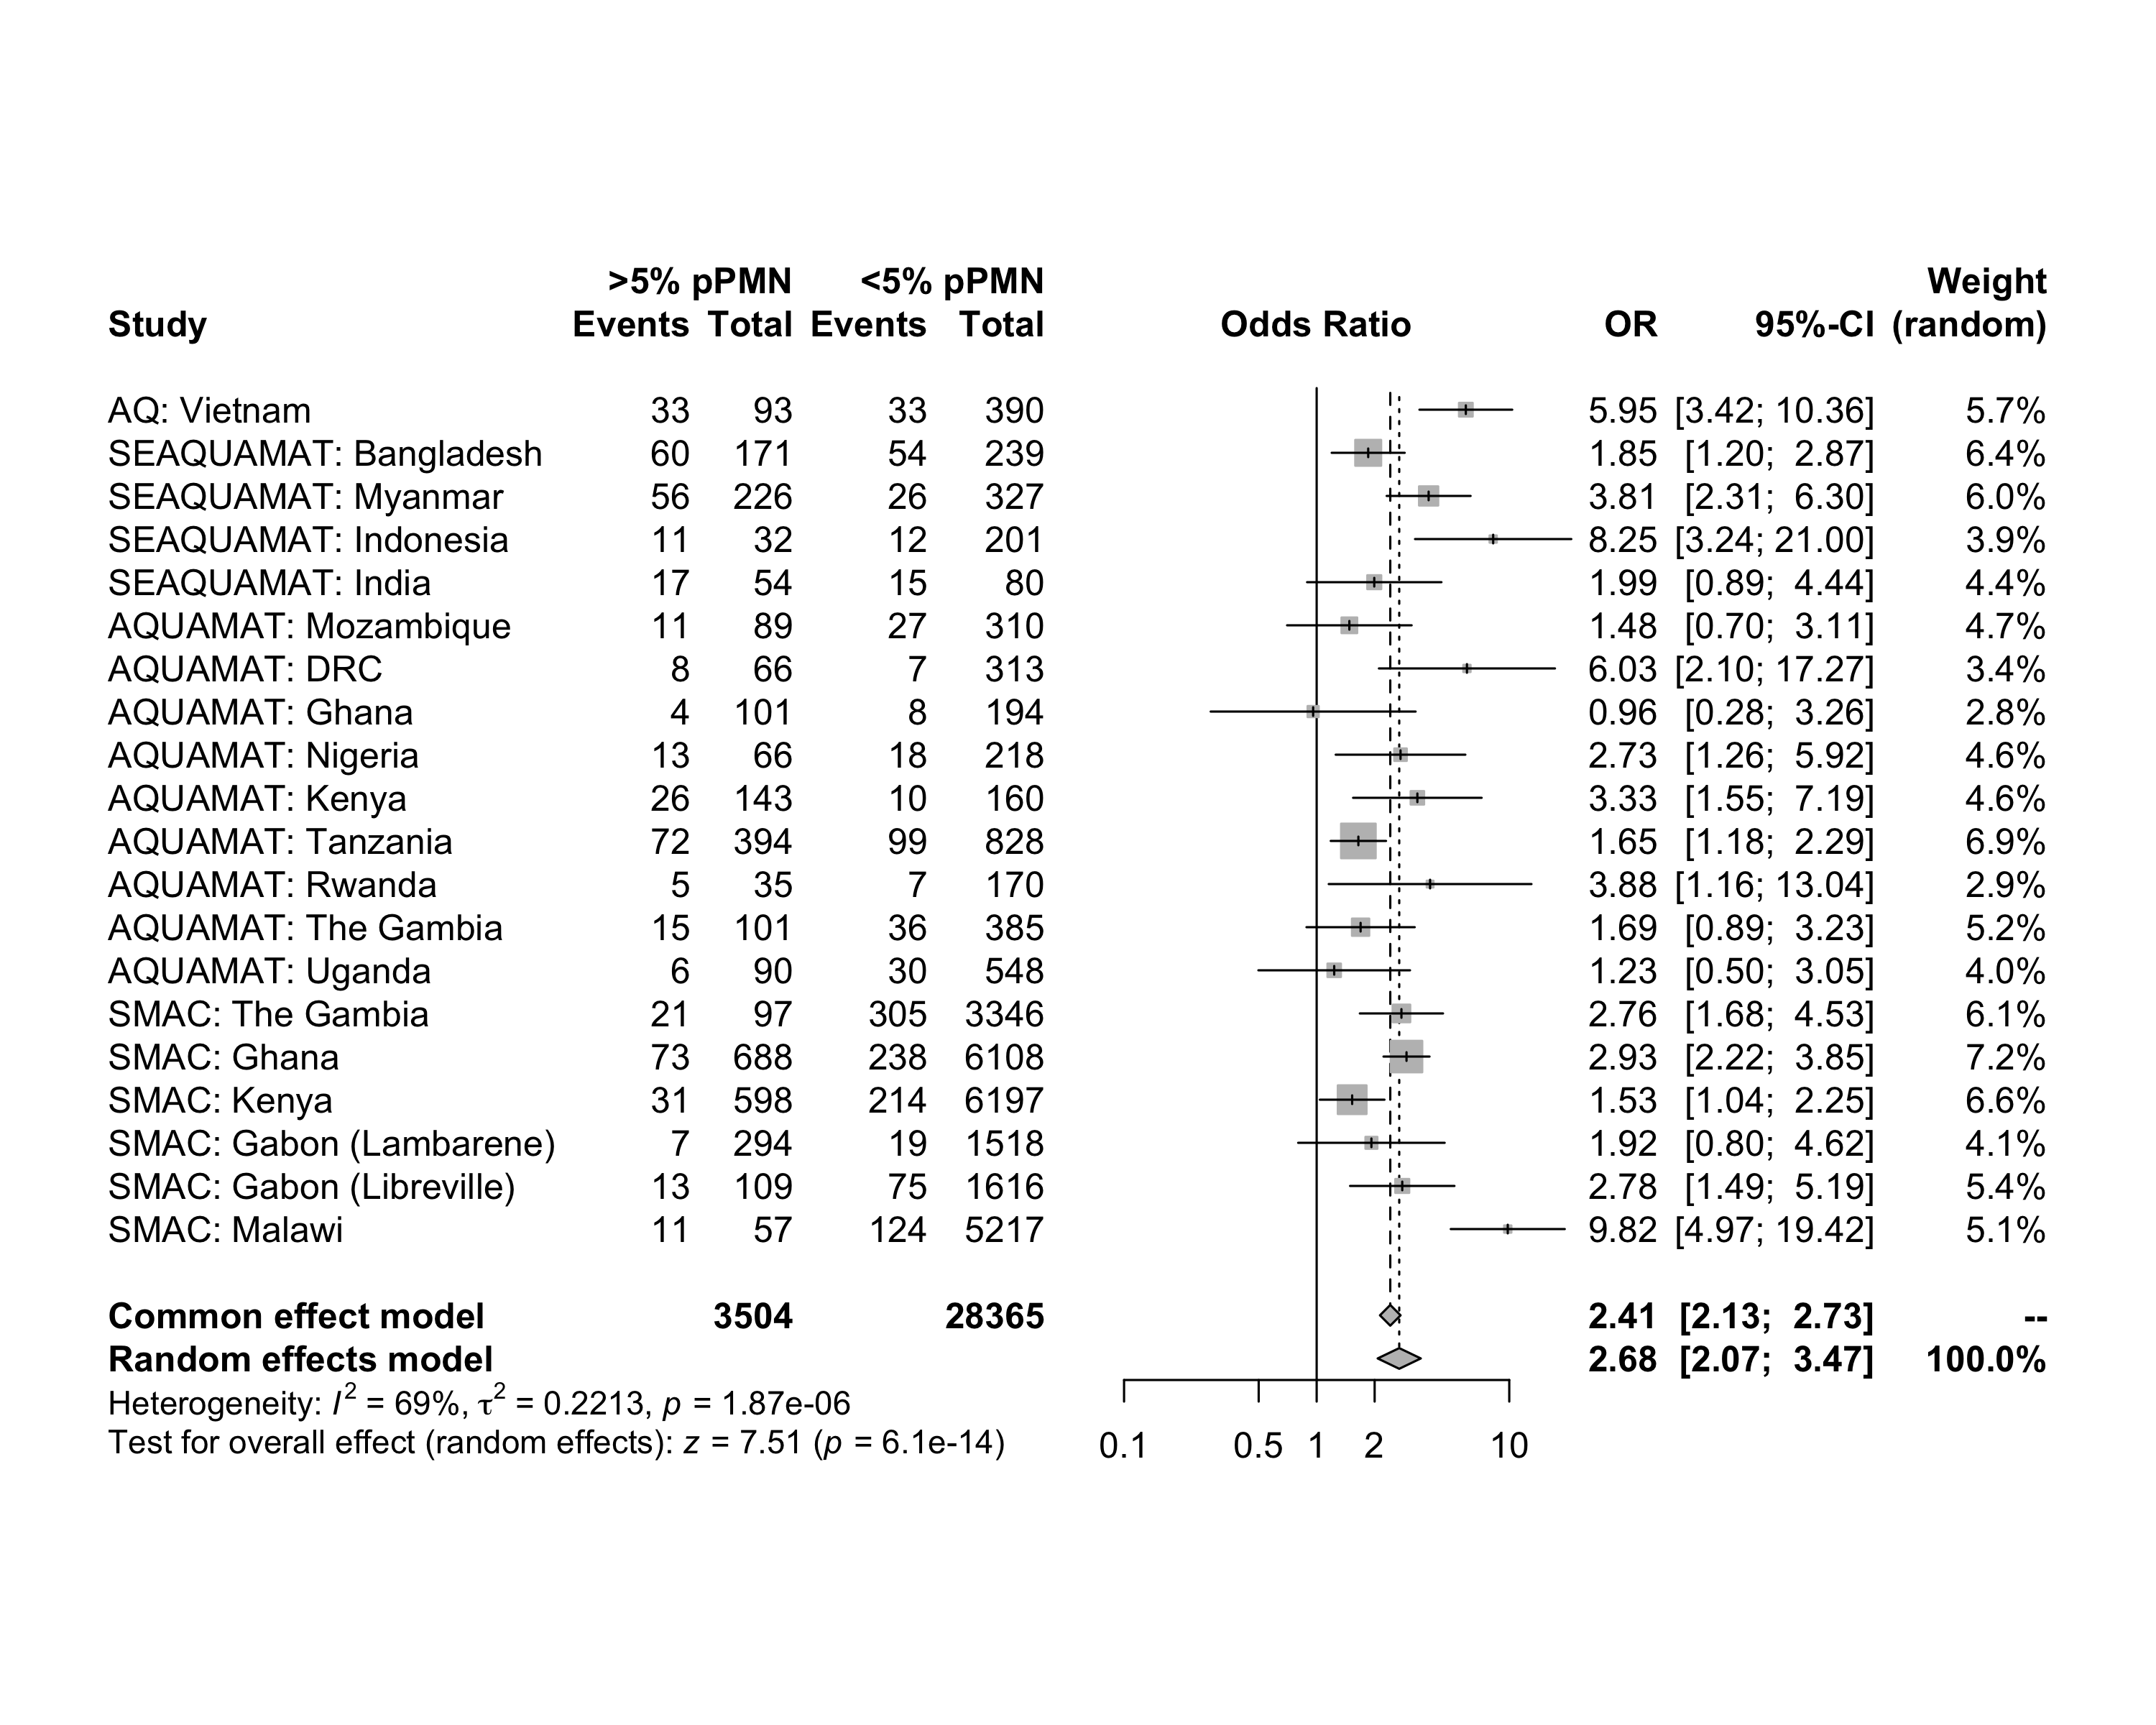 >5% pPMN <5% pPMN Weight
Study Events Total Events Total Odds Ratio OR 95%-CI (random)
AQ: Vietnam 33 93 33 390 5.95 [3.42; 10.36] 5.7%
SEAQUAMAT: Bangladesh 60 171 54 239 1.85 [1.20; 2.87] 6.4%
SEAQUAMAT: Myanmar 56 226 26 327 3.81 [2.31; 6.30] 6.0%
SEAQUAMAT: Indonesia 11 32 12 201 8.25 [3.24; 21.00] 3.9%
SEAQUAMAT: India 17 54 15 80 1.99 [0.89; 4.44] 4.4%
AQUAMAT: Mozambique 11 89 27 310 1.48 [0.70; 3.11] 4.7%
AQUAMAT: DRC 8 66 7 313 6.03 [2.10; 17.27] 3.4%
AQUAMAT: Ghana 4 101 8 194 0.96 [0.28; 3.26] 2.8%
AQUAMAT: Nigeria 13 66 18 218 2.73 [1.26; 5.92] 4.6%
AQUAMAT: Kenya 26 143 10 160 3.33 [1.55; 7.19] 4.6%
AQUAMAT: Tanzania 72 394 99 828 1.65 [1.18; 2.29] 6.9%
AQUAMAT: Rwanda 5 35 7 170 3.88 [1.16; 13.04] 2.9%
AQUAMAT: The Gambia 15 101 36 385 1.69 [0.89; 3.23] 5.2%
AQUAMAT: Uganda 6 90 30 548 1.23 [0.50; 3.05] 4.0%
SMAC: The Gambia 21 97 305 3346 2.76 [1.68; 4.53] 6.1%
SMAC: Ghana 73 688 238 6108 2.93 [2.22; 3.85] 7.2%
SMAC: Kenya 31 598 214 6197 1.53 [1.04; 2.25] 6.6%
SMAC: Gabon (Lambarene) 7 294 19 1518 1.92 [0.80; 4.62] 4.1%
SMAC: Gabon (Libreville) 13 109 75 1616 2.78 [1.49; 5.19] 5.4%
SMAC: Malawi 11 57 124 5217 9.82 [4.97; 19.42] 5.1%
Common effect model 3504 28365 2.41 [2.13; 2.73] --
Random effects model 2.68 [2.07; 3.47] 100.0%
Heterogeneity: I² = 69%, τ² = 0.2213, p = 1.87e-06
Test for overall effect (random effects): z = 7.51 (p = 6.1e-14)
0.1 0.5 1 2 10